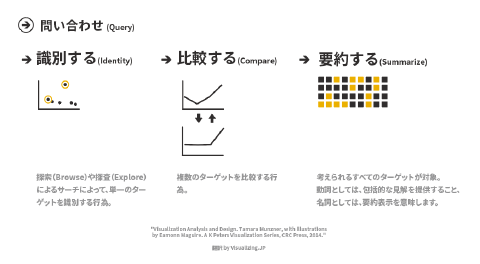 問い合わせ (Query)
識別する(Identity)
比較する(Compare)
要約する(Summarize)
探索(Browse)や捜査(Explore)
によるサーチによって、単一のター
ゲットを識別する行為。
複数のターゲットを比較する行
為。
考えられるすべてのターゲットが対象。
動詞としては、包括的な見解を提供すること、
名詞としては、要約表示を意味します。
"Visualization Analysis and Design. Tamara Munzner, with illustrations
by Eamonn Maguire. A K Peters Visualization Series, CRC Press, 2014."
翻訳 by Visualizing.JP